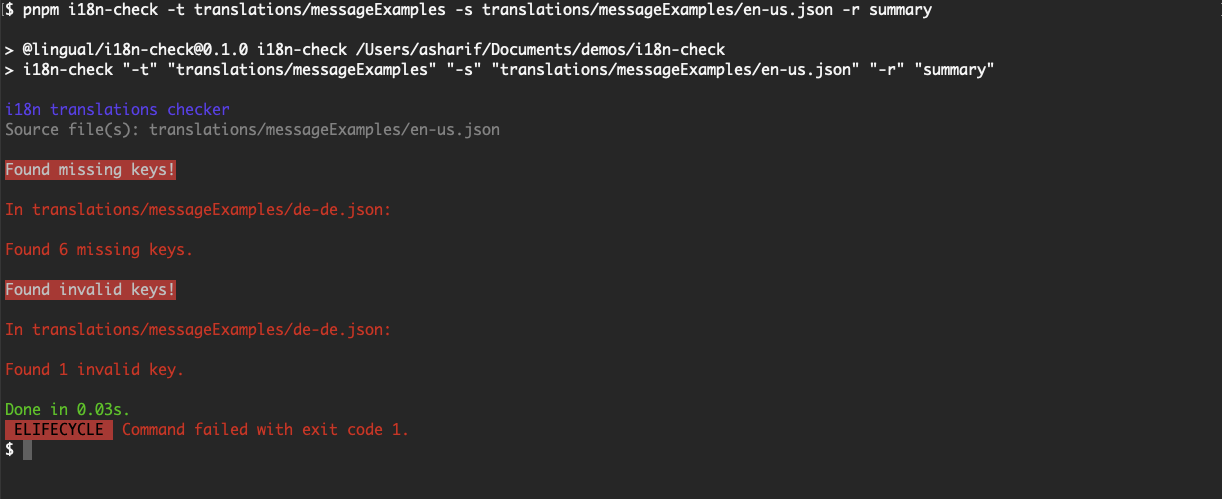 $ pnpm i18n-check -t translations/messageExamples -s translations/messageExamples/en-us.json -r summary
> @lingual/i18n-check@0.1.0 i18n-check /Users/asharif/Documents/demos/i18n-check
> i18n-check "-t" "translations/messageExamples" "-s" "translations/messageExamples/en-us.json" "-r" "summary"
i18n translations checker
Source file(s): translations/messageExamples/en-us.json
Found missing keys!
In translations/messageExamples/de-de.json:
Found 6 missing keys.
Found invalid keys!
In translations/messageExamples/de-de.json:
Found 1 invalid key.
Done in 0.03s.
ELIFECYCLE Command failed with exit code 1.
$